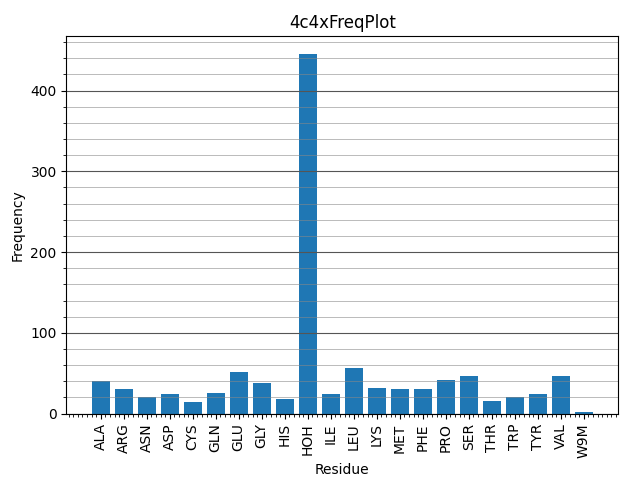 4c4xFreqPlot
Frequency
400
300
200
100
0
ALA
ARG
ASN
ASP
CYS
GLN
GLU
GLY
HIS
HOH
ILE
LEU
LYS
MET
PHE
PRO
SER
THR
TRP
TYR
VAL
W9M
Residue